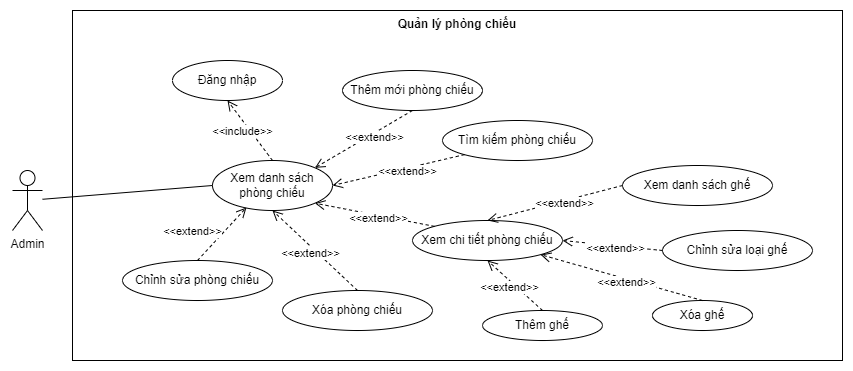 Quản lý phòng chiếu
Đăng nhập
Thêm mới phòng chiếu
<<include>>
<<extend>>
Tìm kiếm phòng chiếu
<<extend>>
Xem danh sách
phòng chiếu
Xem danh sách ghế
<<extend>>
Admin
<<extend>>
<<extend>>
Xem chi tiết phòng chiếu
<<extend>>
Chỉnh sửa loại ghế
<<extend>>
Chỉnh sửa phòng chiếu
<<extend>>
<<extend>>
Xóa phòng chiếu
Thêm ghế
Xóa ghế